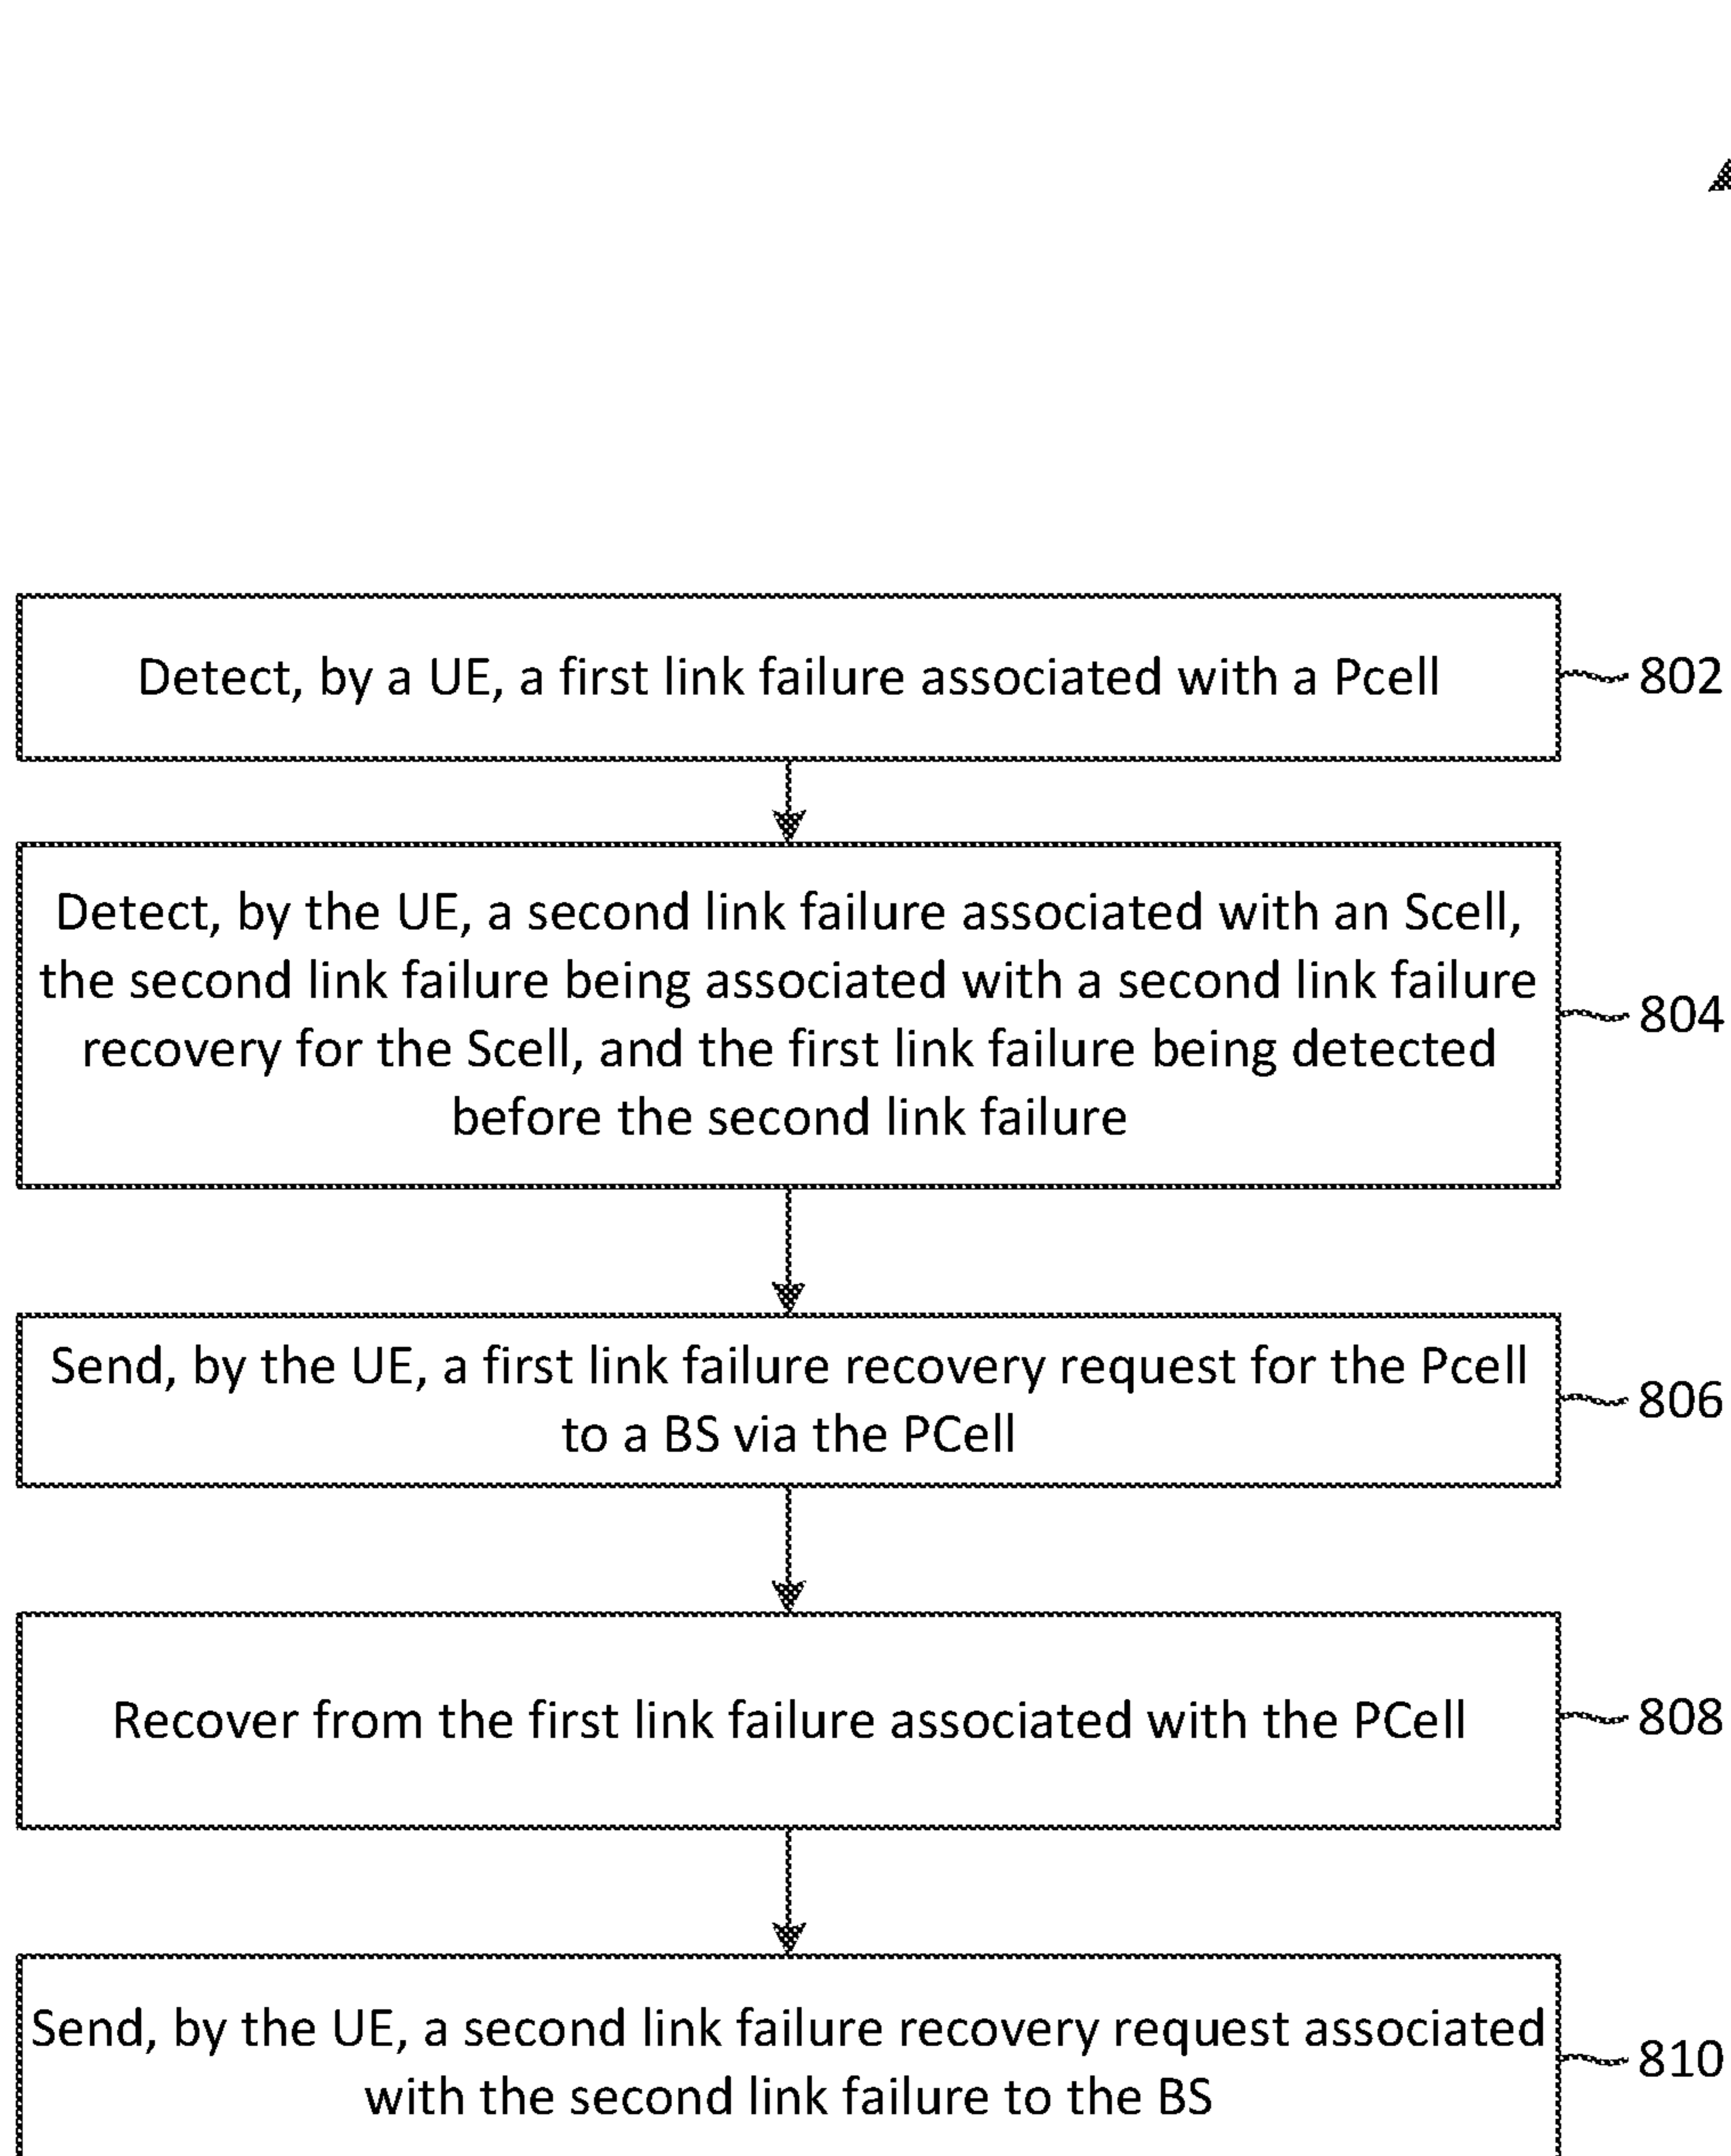 Detect, by a UE, a first link failure associated with a Pcell
802
Detect, by the UE, a second link failure associated with an Scell,
the second link failure being associated with a second link failure
recovery for the Scell, and the first link failure being detected
before the second link failure
804
Send, by the UE, a first link failure recovery request for the Pcell
to a BS via the PCell
806
Recover from the first link failure associated with the PCell
808
Send, by the UE, a second link failure recovery request associated
with the second link failure to the BS
810